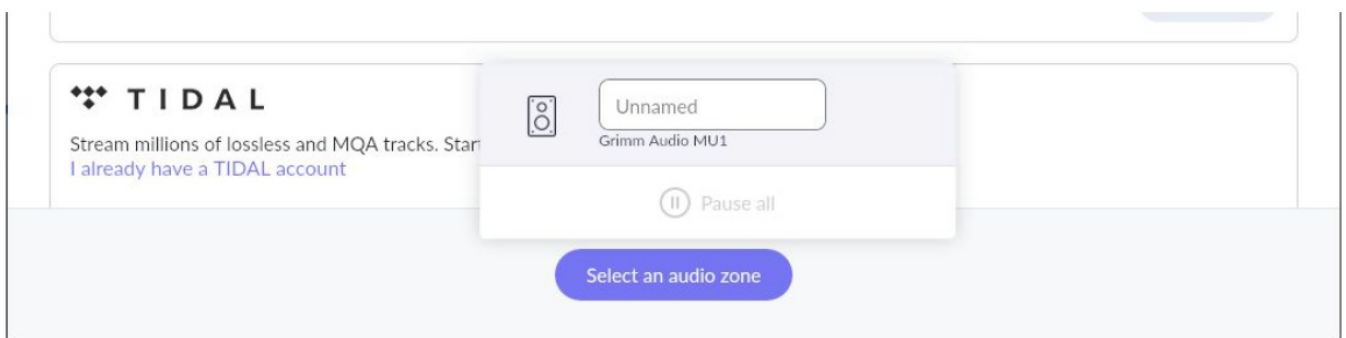 TIDAL
Stream millions of lossless and MQA tracks. Star
I already have a TIDAL account
Unnamed
Grimm Audio MU1
Pause all
Select an audio zone